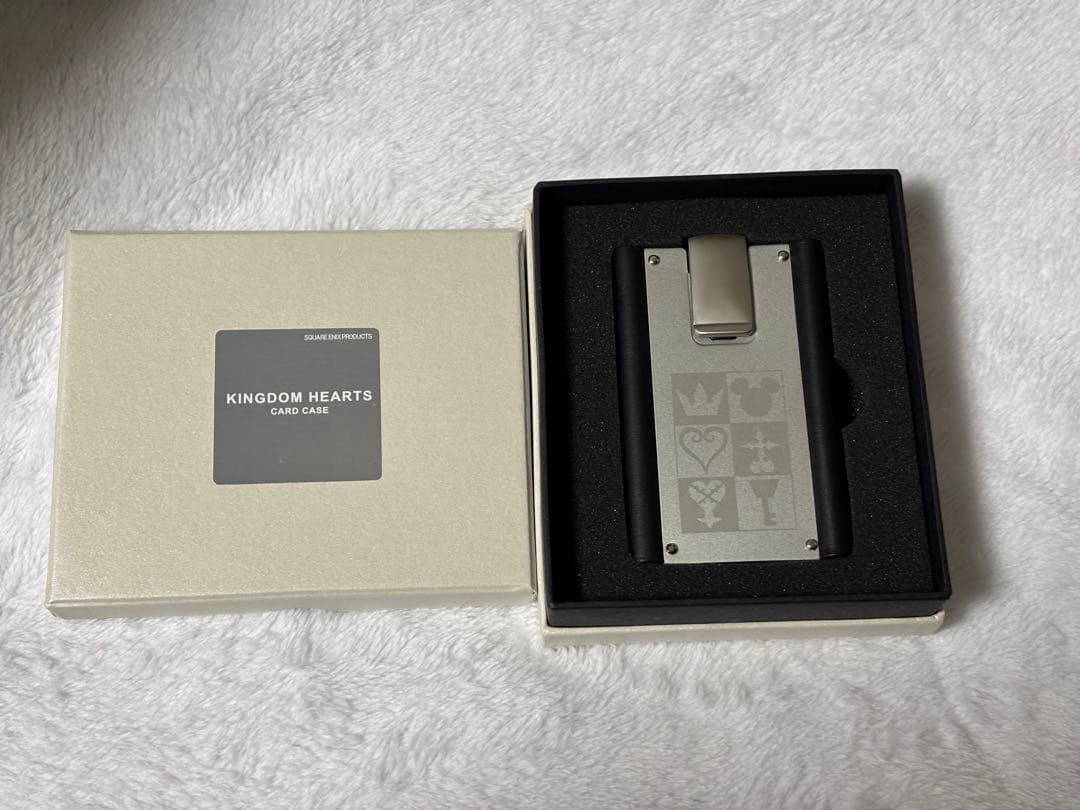 SQUARE ENIX PRODUCTS
KINGDOM HEARTS
CARD CASE